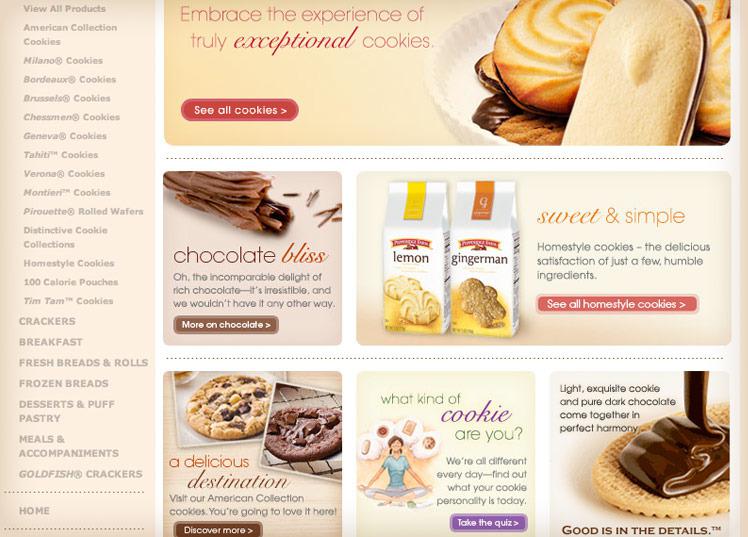 View All Products
American Collection
Cookies
Milano® Cookies
Bordeaux® Cookies
Brussels® Cookies
Chessmen® Cookies
Geneva® Cookies
Tahiti™ Cookies
Verona® Cookies
Montieri™ Cookies
Pirouette® Rolled Wafers
Distinctive Cookie
Collections
Homestyle Cookies
100 Calorie Pouches
Tim Tam™ Cookies
CRACKERS
BREAKFAST
FRESH BREADS & ROLLS
FROZEN BREADS
DESSERTS & PUFF
PASTRY
MEALS &
ACCOMPANIMENTS
GOLDFISH® CRACKERS
HOME
Embrace the experience of
truly exceptional cookies.
See all cookies >
chocolate bliss
Oh, the incomparable delight of
rich chocolate—it's irresistible, and
we wouldn't have it any other way.
More on chocolate >
PEPPERIDGE FARM
lemon
PEPPERIDGE FARM
gingerman
sweet & simple
Homestyle cookies – the delicious
satisfaction of just a few, humble
ingredients.
See all homestyle cookies >
a delicious
destination
Visit our American Collection
cookies. You're going to love it here!
Discover more >
what kind of
cookie
are you?
We're all different
every day—find out
what your cookie
personality is today.
Take the quiz >
Light, exquisite cookie
and pure dark chocolate
come together in
perfect harmony.
GOOD IS IN THE DETAILS.™